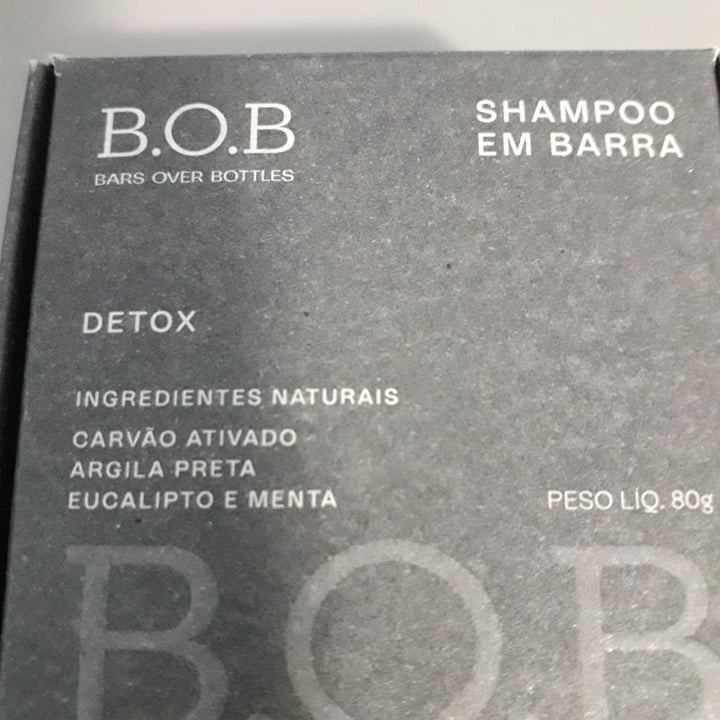 B.O.B
BARS OVER BOTTLES
SHAMPOO
EM BARRA
DETOX
INGREDIENTES NATURAIS
CARVÃO ATIVADO
ARGILA PRETA
EUCALIPTO E MENTA
PESO LÍQ. 80g
B.O.B